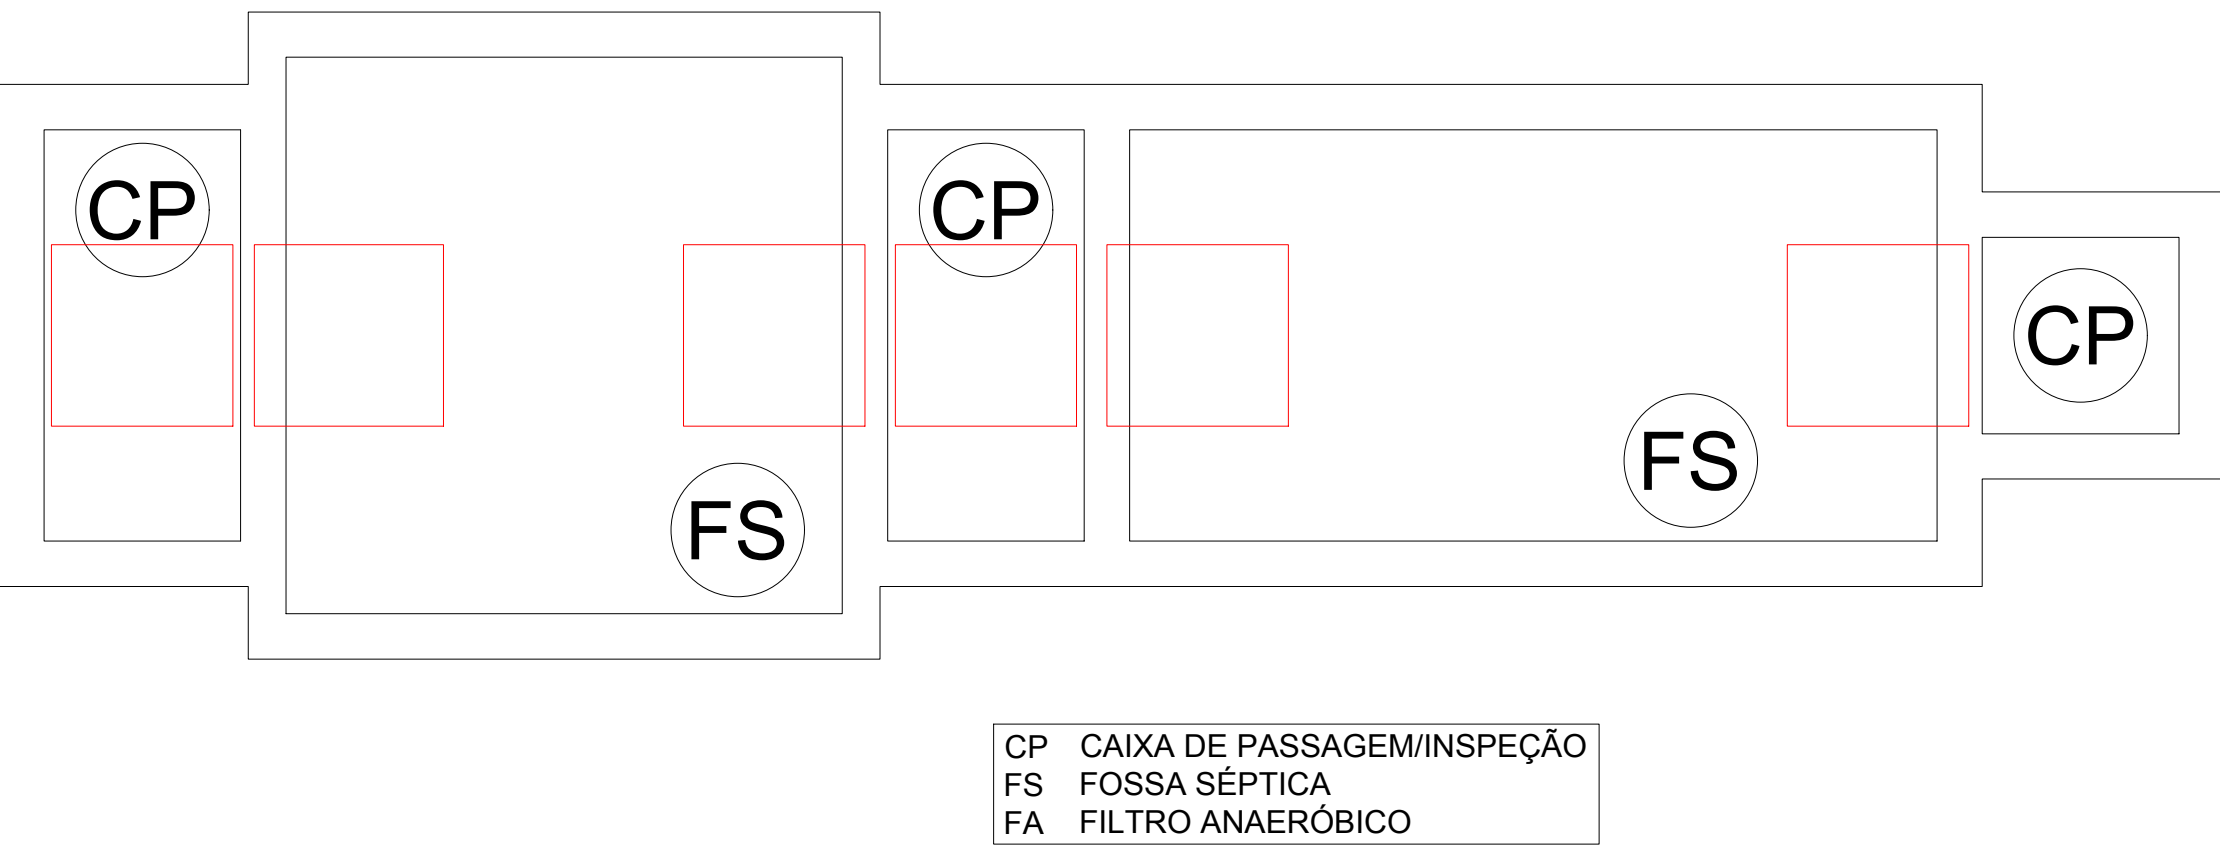 CP
CP
CP
FS
FS
CP CAIXA DE PASSAGEM/INSPEÇÃO
FS FOSSA SÉPTICA
FA FILTRO ANAERÓBICO